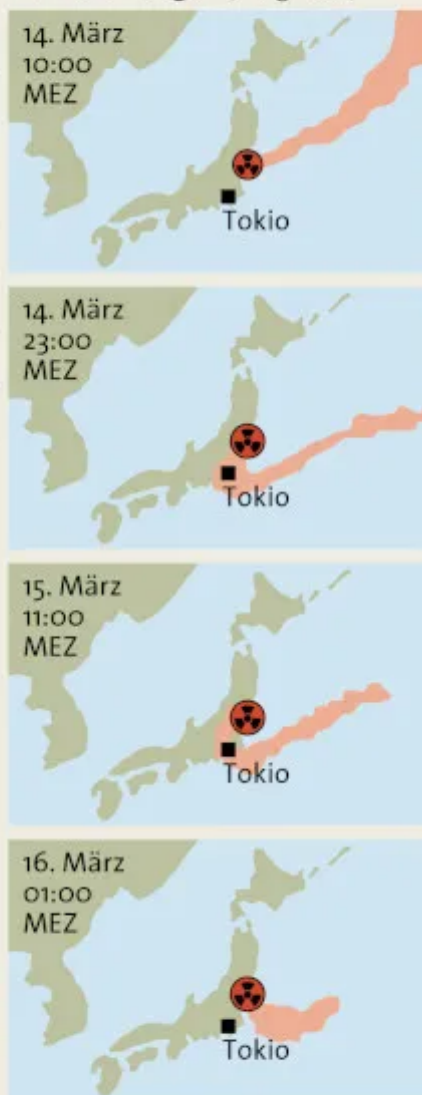 14. März
10:00
MEZ
Tokio
14. März
23:00
MEZ
Tokio
15. März
11:00
MEZ
Tokio
16. März
01:00
MEZ
Tokio